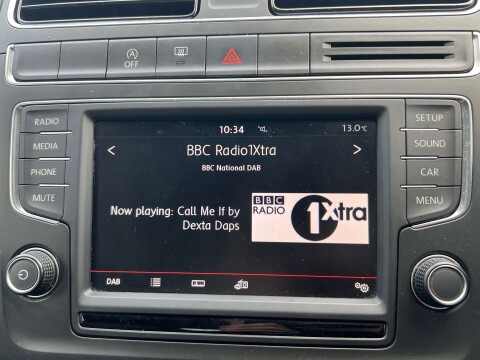 A OFF
RADIO
MEDIA
PHONE
MUTE
10:34
13.0°C
< BBC Radio1Xtra >
BBC National DAB
Now playing: Call Me If by
Dexta Daps
BBC
RADIO
1Xtra
DAB
SETUP
SOUND
CAR
MENU